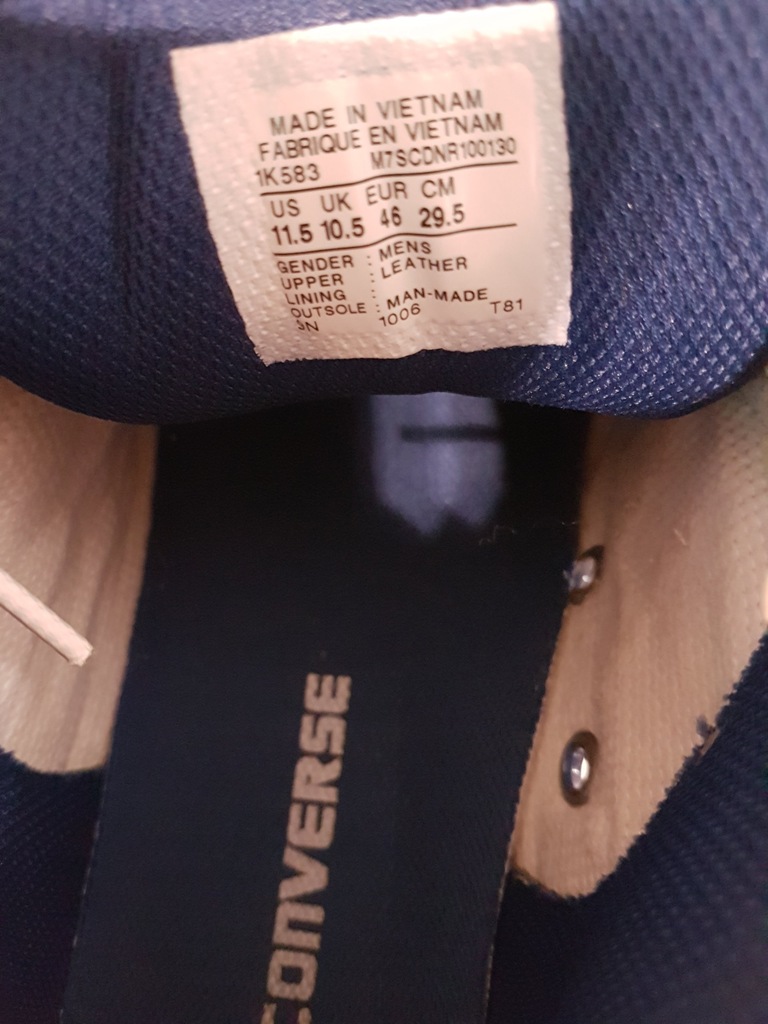 MADE IN VIETNAM
FABRIQUE EN VIETNAM
1K583 M7SCDNR100130
US UK EUR CM
11.5 10.5 46 29.5
GENDER : MENS
UPPER : LEATHER
LINING :
OUTSOLE : MAN-MADE
SN 1006 T81
CONVERSE